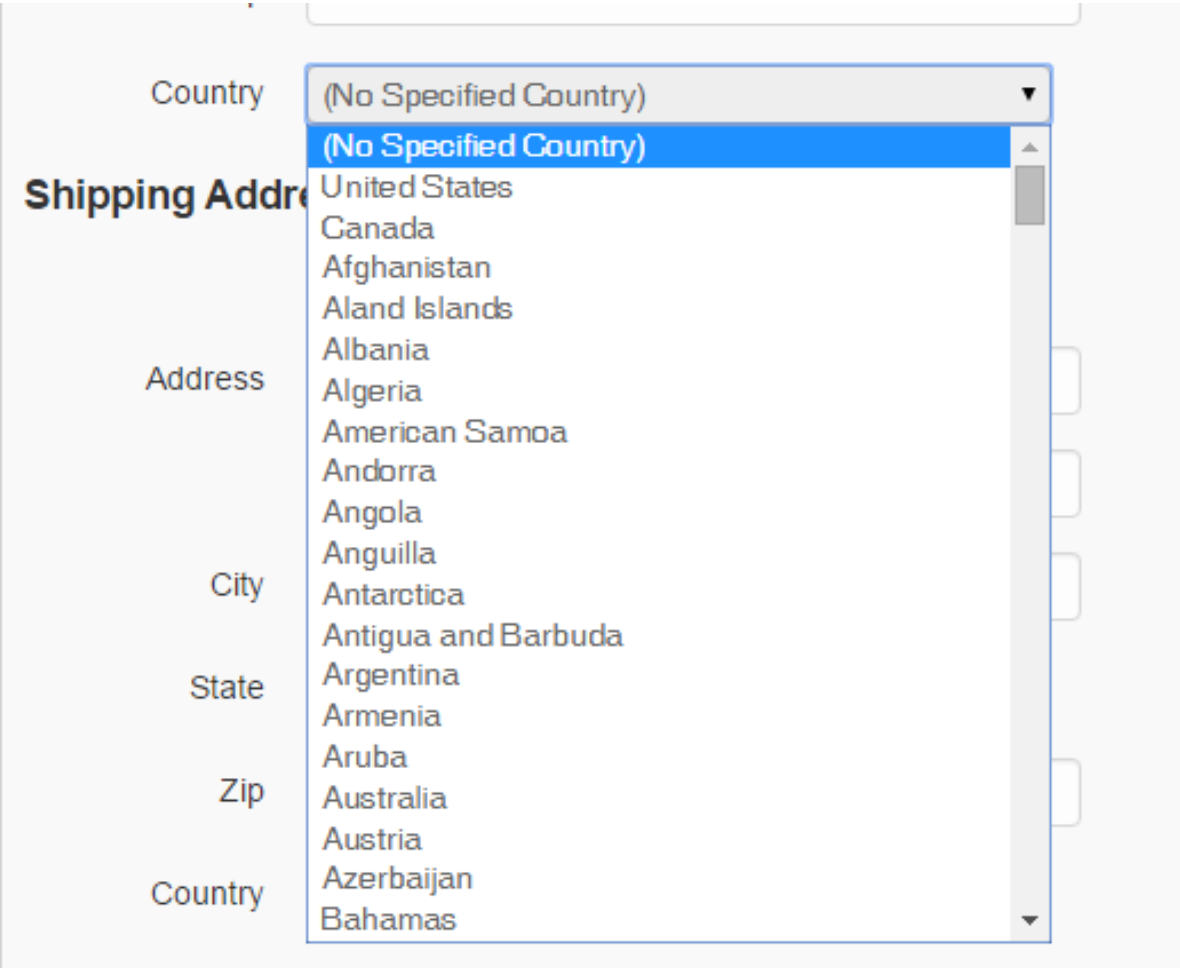 Country
(No Specified Country)
(No Specified Country)
United States
Shipping Addre
Canada
Afghanistan
Aland Islands
Albania
Address
Algeria
American Samoa
Andorra
Angola
Anguilla
City
Antarctica
Antigua and Barbuda
Argentina
State
Armenia
Aruba
Zip
Australia
Austria
Azerbaijan
Country
Bahamas